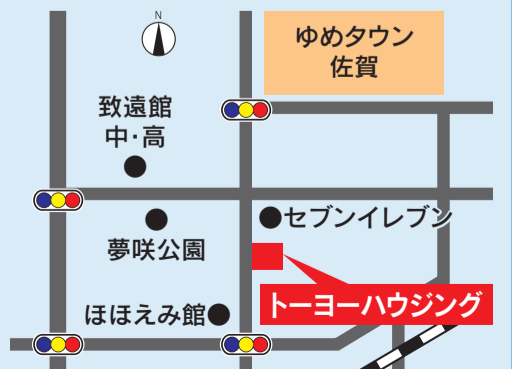 N
ゆめタウン
佐賀
致遠館
中・高
セブンイレブン
夢咲公園
ほほえみ館
トーヨーハウジング